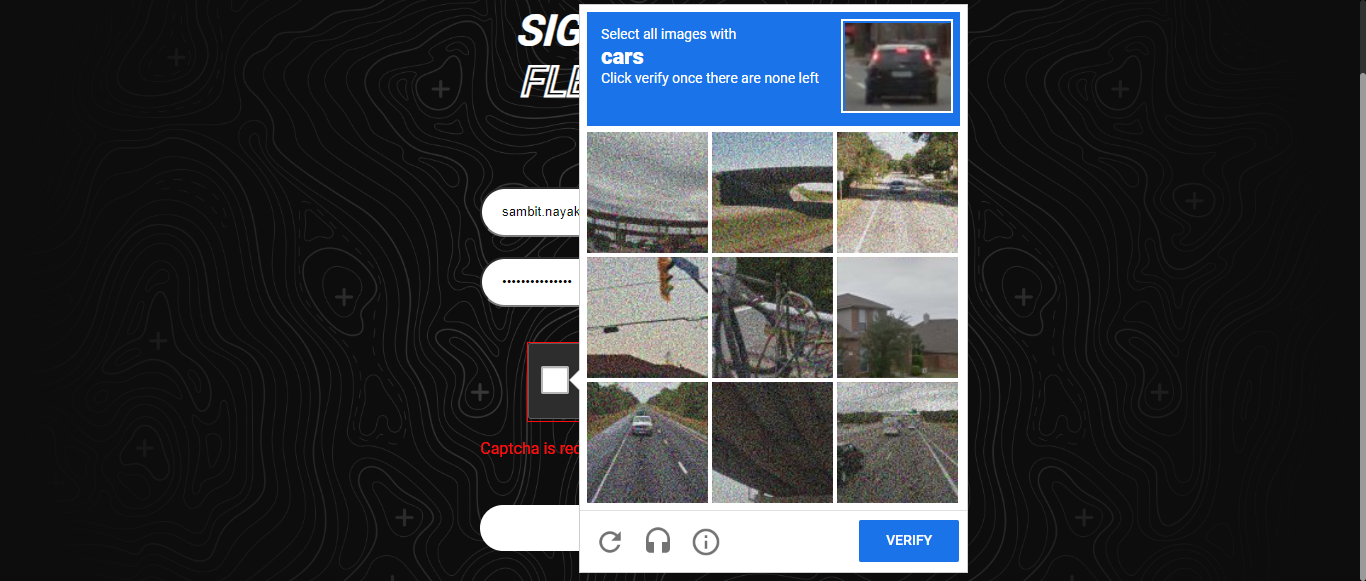 SIG
FLE
Select all images with
cars
Click verify once there are none left
sambit.nayak
Captcha is rec
VERIFY